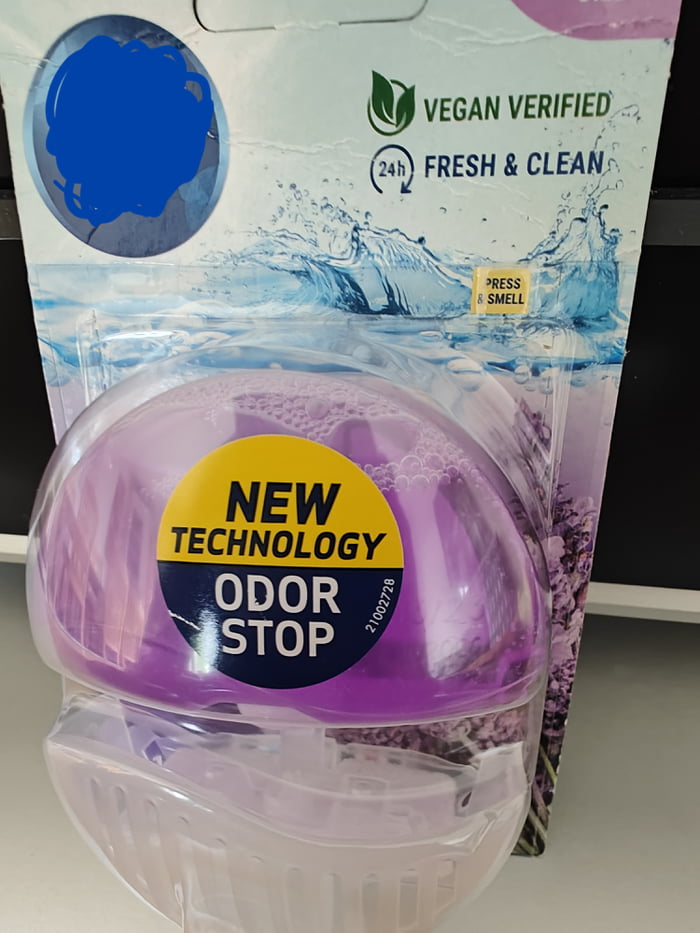 VEGAN VERIFIED
24h
FRESH & CLEAN
PRESS
& SMELL
NEW
TECHNOLOGY
ODOR
STOP
21002728